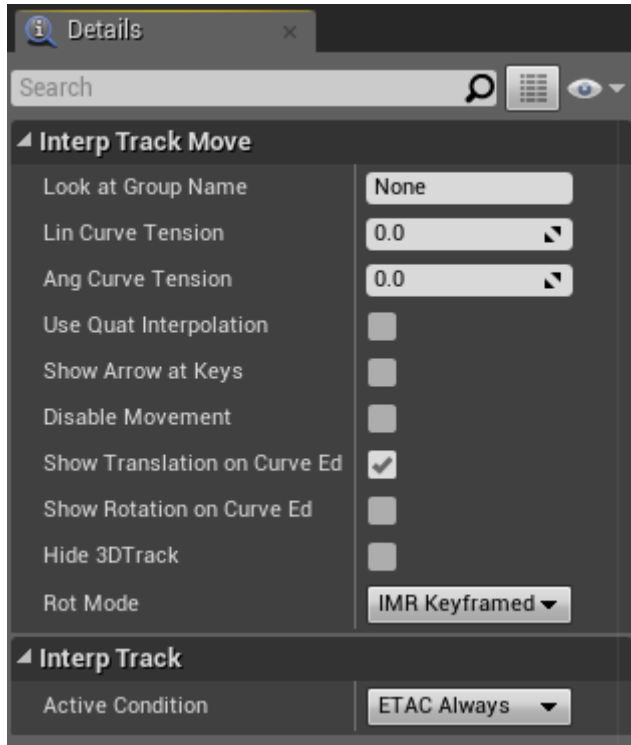 Details
Search
Interp Track Move
Look at Group Name None
Lin Curve Tension 0.0
Ang Curve Tension 0.0
Use Quat Interpolation
Show Arrow at Keys
Disable Movement
Show Translation on Curve Ed
Show Rotation on Curve Ed
Hide 3DTrack
Rot Mode IMR Keyframed
Interp Track
Active Condition ETAC Always